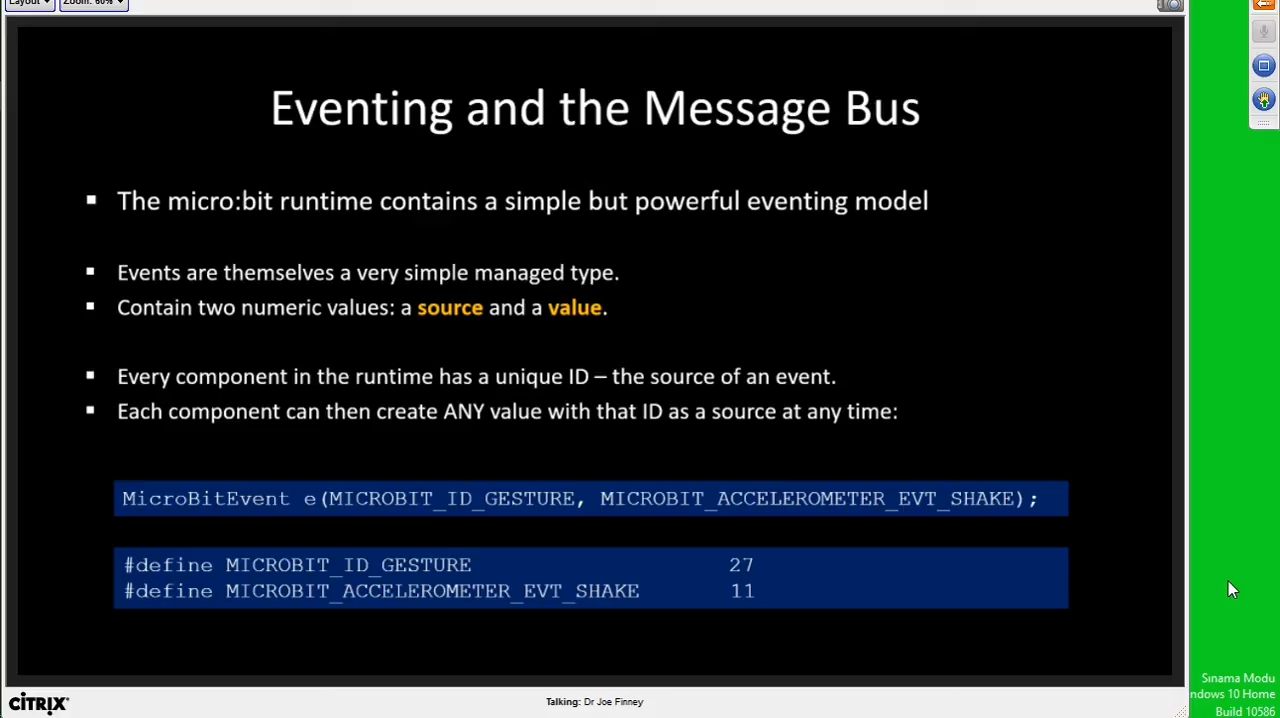 Layout
Zoom: 60%
Eventing and the Message Bus
The micro:bit runtime contains a simple but powerful eventing model
Events are themselves a very simple managed type.
Contain two numeric values: a source and a value.
Every component in the runtime has a unique ID – the source of an event.
Each component can then create ANY value with that ID as a source at any time:
MicroBitEvent e(MICROBIT_ID_GESTURE, MICROBIT_ACCELEROMETER_EVT_SHAKE);
#define MICROBIT_ID_GESTURE 27
#define MICROBIT_ACCELEROMETER_EVT_SHAKE 11
CITRIX
Talking: Dr Joe Finney
Sınama Modu
ndows 10 Home
Build 10586